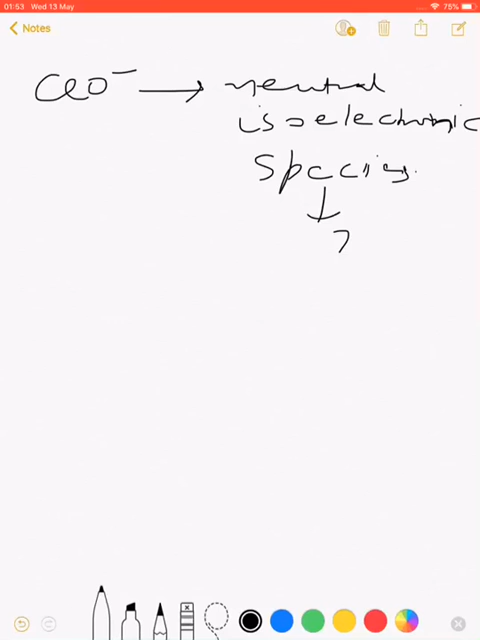 01:53 Wed 13 May 75%
Notes
ClO⁻ → neutral
isoelectronic
Species.
↓
?